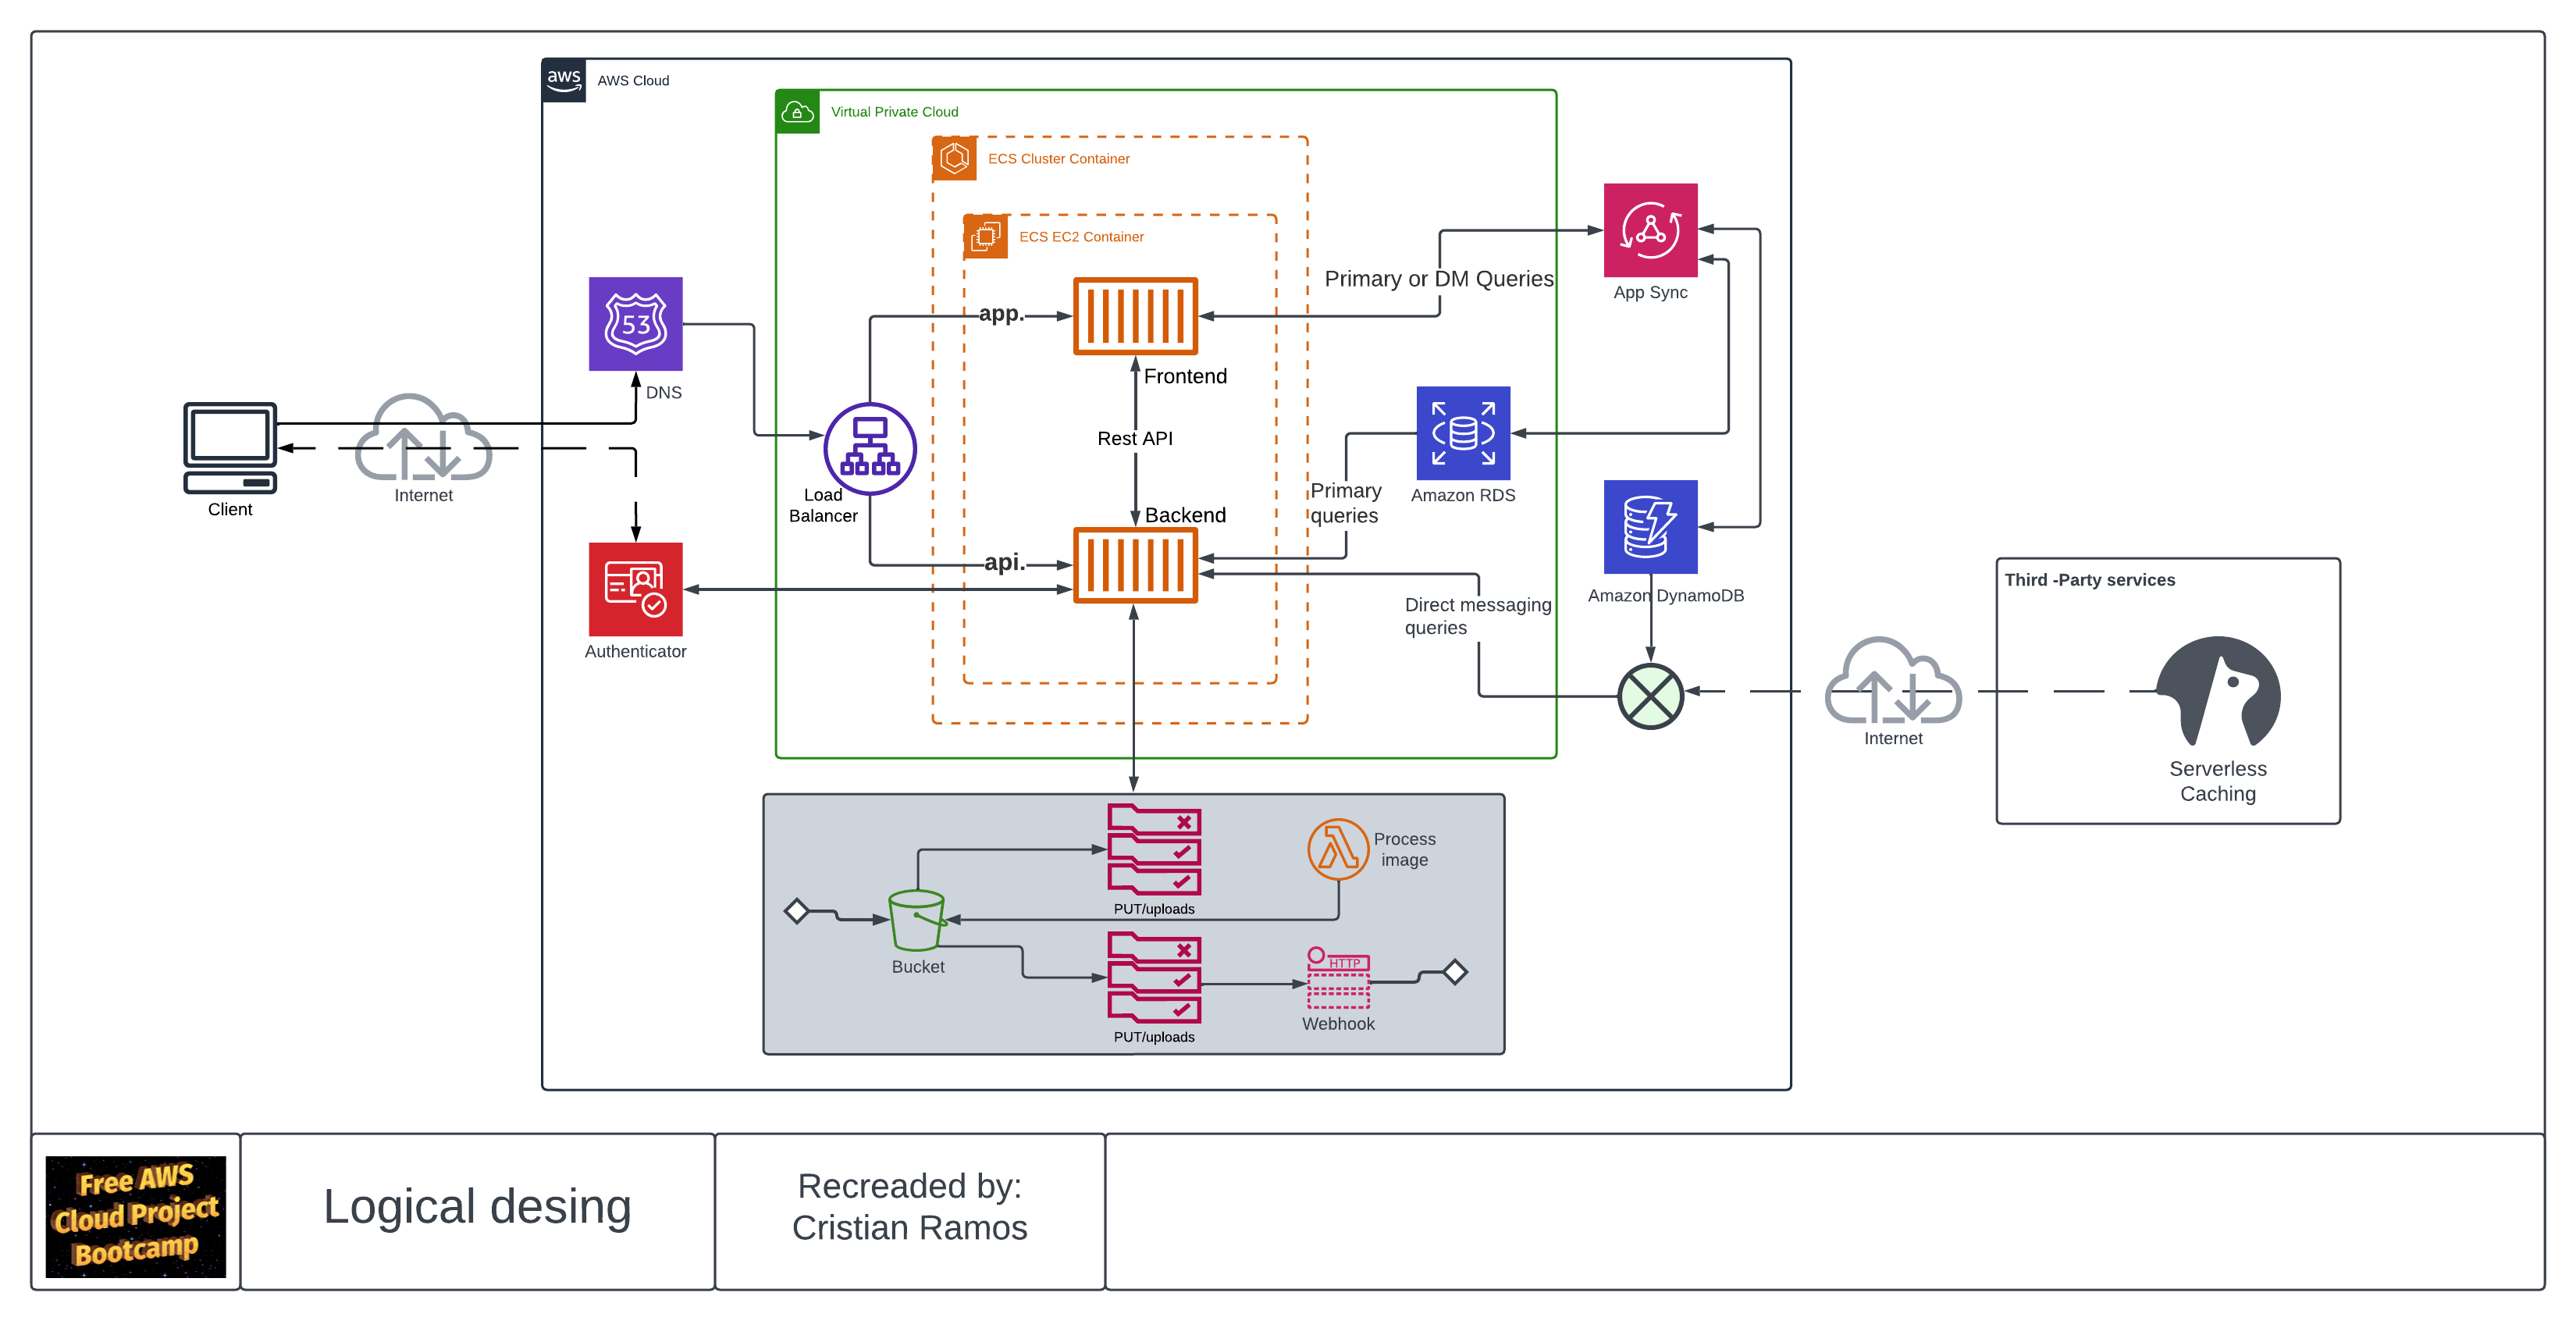 aws
AWS Cloud
Virtual Private Cloud
ECS Cluster Container
ECS EC2 Container
53
DNS
app.
Frontend
Primary or DM Queries
App Sync
Client
Internet
Load
Balancer
Rest API
Backend
api.
Primary
queries
Amazon RDS
Authenticator
Direct messaging
queries
Amazon DynamoDB
Third -Party services
Internet
Serverless
Caching
Process
image
PUT/uploads
Bucket
HTTP
Webhook
PUT/uploads
Free AWS
Cloud Project
Bootcamp
Logical desing
Recreaded by:
Cristian Ramos